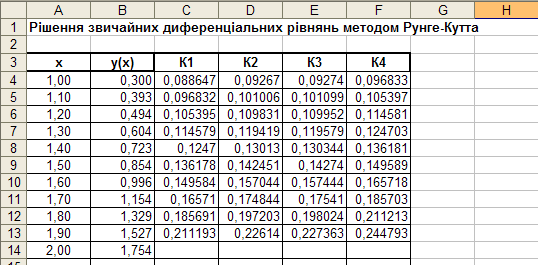 A B C D E F G H
1 Рішення звичайних диференціальних рівнянь методом Рунге-Кутта
2
3 x y(x) К1 К2 К3 К4
4 1,00 0,300 0,088647 0,09267 0,09274 0,096833
5 1,10 0,393 0,096832 0,101006 0,101099 0,105397
6 1,20 0,494 0,105395 0,109831 0,109952 0,114581
7 1,30 0,604 0,114579 0,119419 0,119579 0,124703
8 1,40 0,723 0,1247 0,13013 0,130344 0,136181
9 1,50 0,854 0,136178 0,142451 0,14274 0,149589
10 1,60 0,996 0,149584 0,157044 0,157444 0,165718
11 1,70 1,154 0,16571 0,174844 0,17541 0,185703
12 1,80 1,329 0,185691 0,197203 0,198024 0,211213
13 1,90 1,527 0,211193 0,22614 0,227363 0,244793
14 2,00 1,754